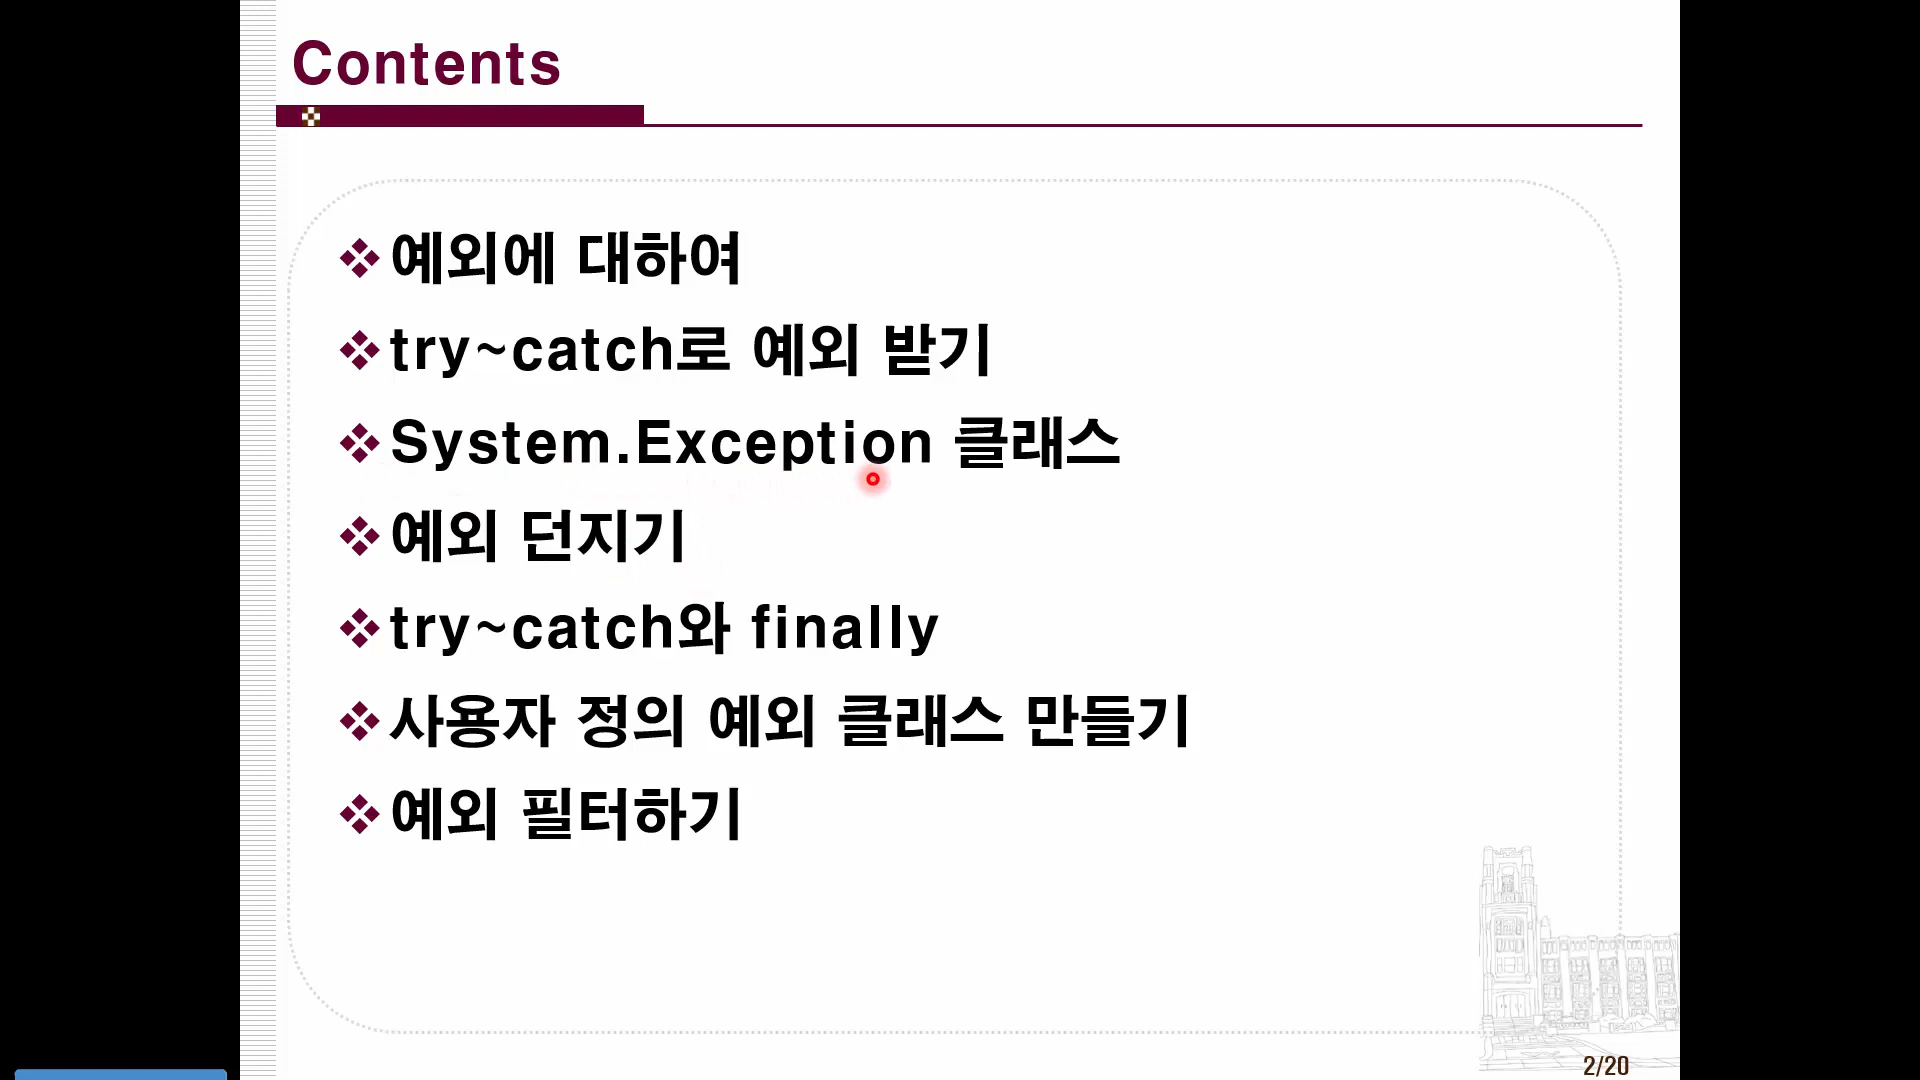 Contents
예외에 대하여
try~catch로 예외 받기
System.Exception 클래스
예외 던지기
try~catch와 finally
사용자 정의 예외 클래스 만들기
예외 필터하기
2/20